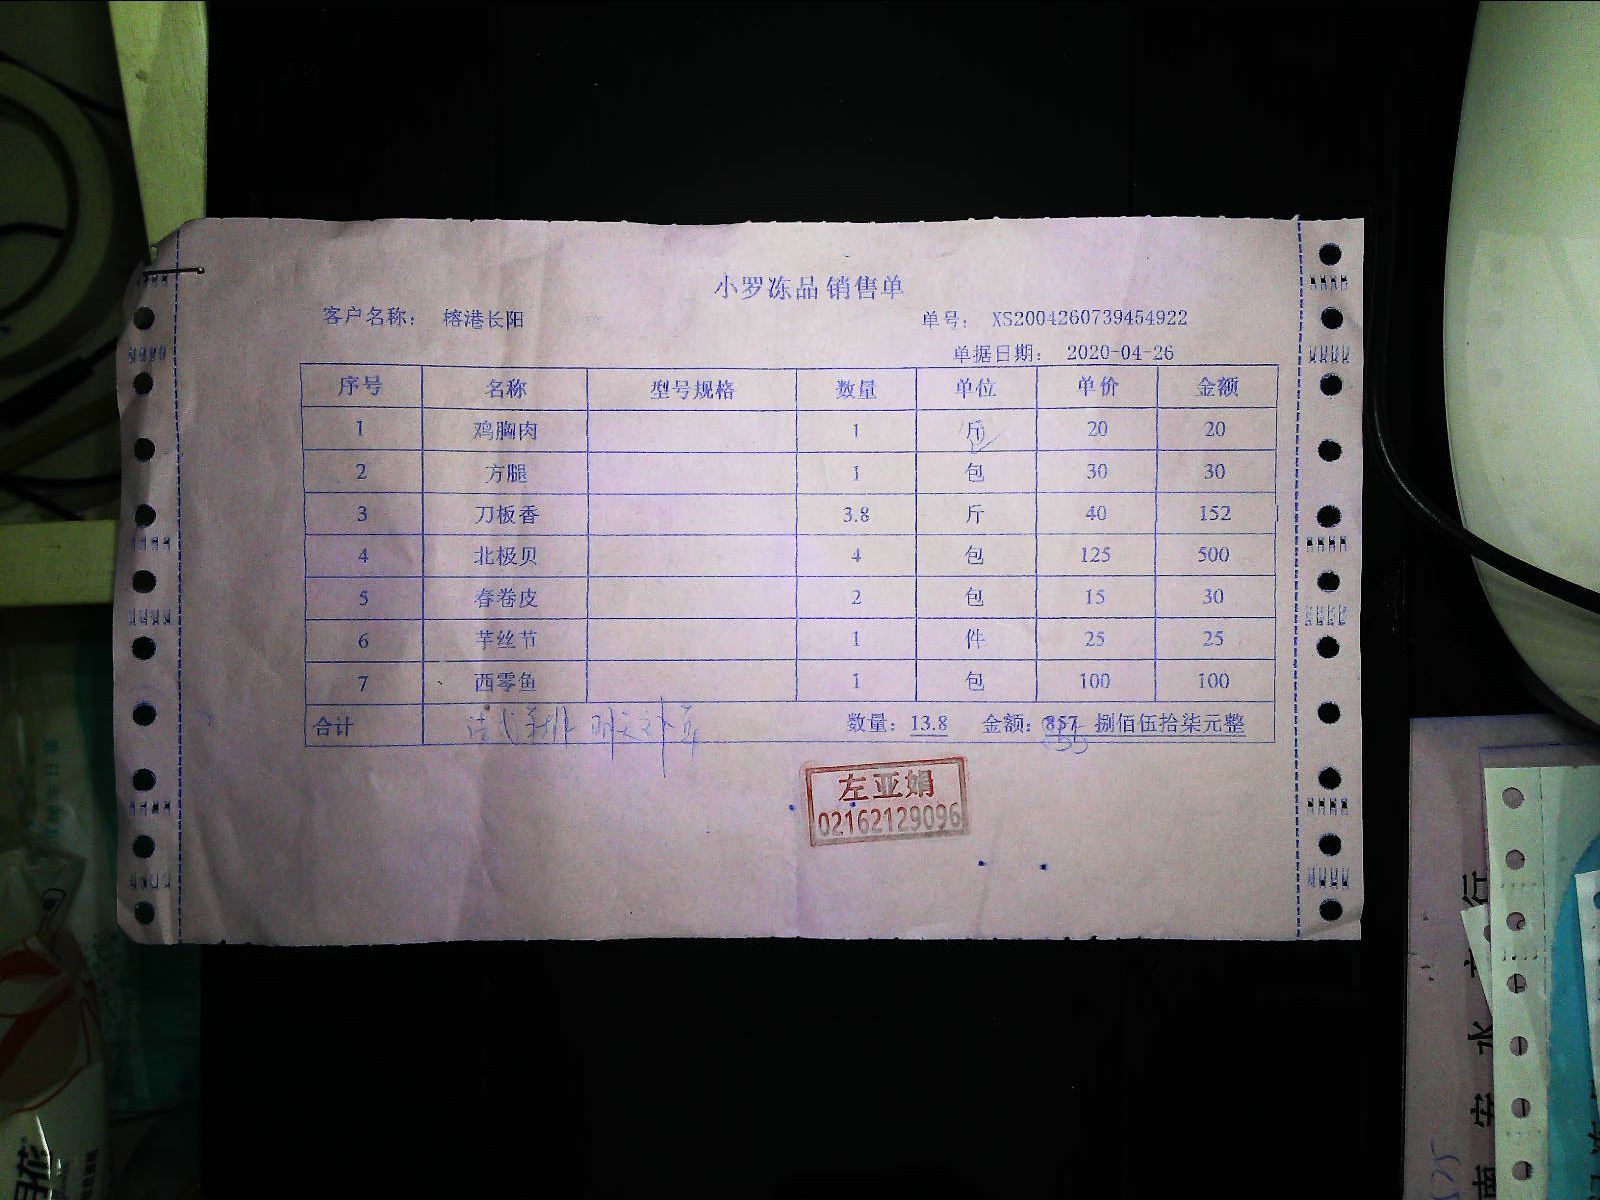 小罗冻品 销售单
客户名称： 榕港长阳 单号： XS2004260739454922
单据日期： 2020-04-26
序号 名称 型号规格 数量 单位 单价 金额
1 鸡胸肉 1 斤 20 20
2 方腿 1 包 30 30
3 刀板香 3.8 斤 40 152
4 北极贝 4 包 125 500
5 春卷皮 2 包 15 30
6 芋丝节 1 件 25 25
7 西零鱼 1 包 100 100
合计 数量：13.8 金额：857 捌佰伍拾柒元整
左亚娟
02162129096